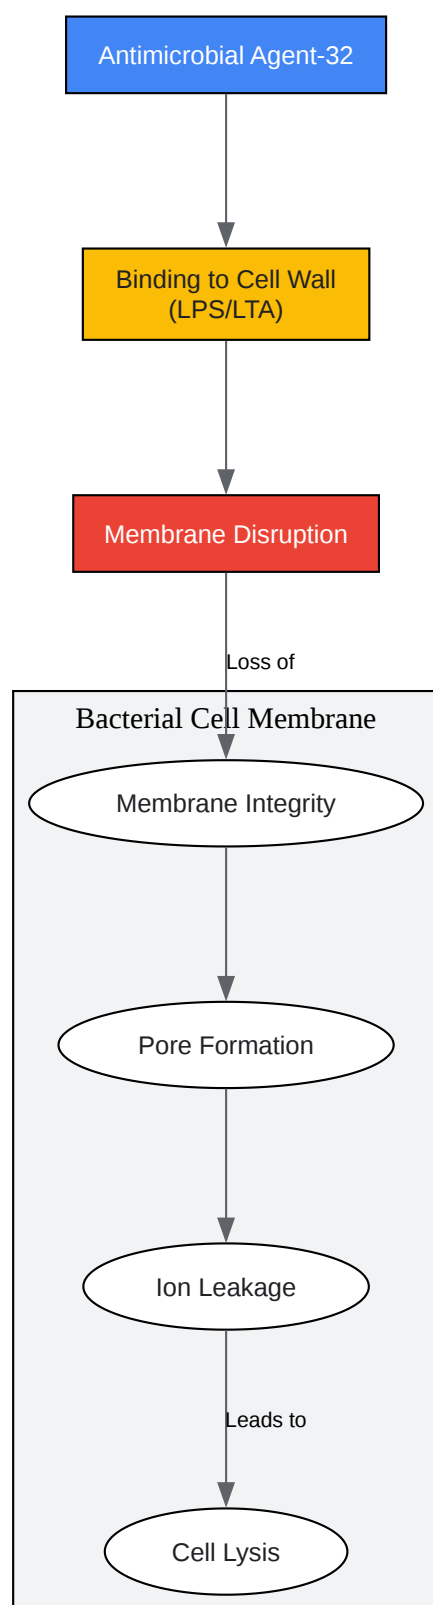 Antimicrobial Agent-32
Binding to Cell Wall
(LPS/LTA)
Membrane Disruption
Loss of
Bacterial Cell Membrane
Membrane Integrity
Pore Formation
Ion Leakage
Leads to
Cell Lysis